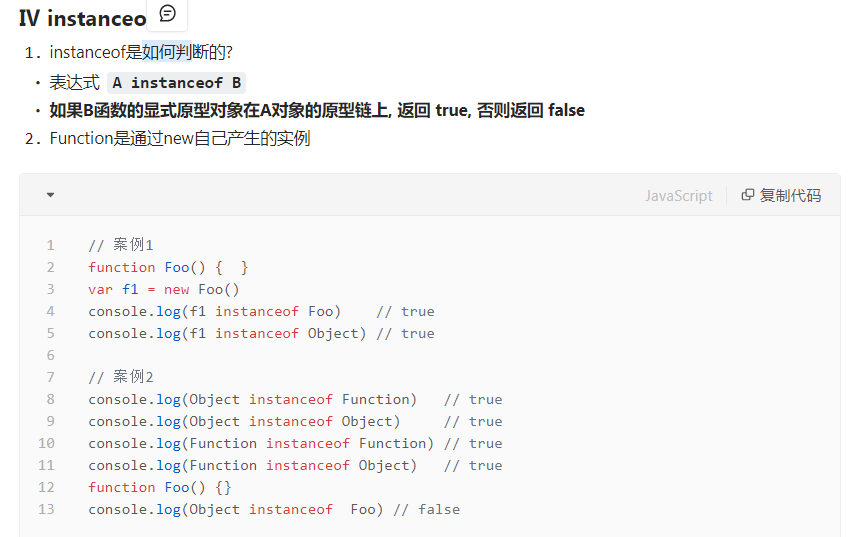 IV instanceo
1. instanceof是如何判断的?
• 表达式 A instanceof B
• 如果B函数的显式原型对象在A对象的原型链上, 返回 true, 否则返回 false
2. Function是通过new自己产生的实例
JavaScript 复制代码
1 // 案例1
2 function Foo() {  }
3 var f1 = new Foo()
4 console.log(f1 instanceof Foo)    // true
5 console.log(f1 instanceof Object) // true
6
7 // 案例2
8 console.log(Object instanceof Function)   // true
9 console.log(Object instanceof Object)     // true
10 console.log(Function instanceof Function) // true
11 console.log(Function instanceof Object)   // true
12 function Foo() {}
13 console.log(Object instanceof  Foo) // false